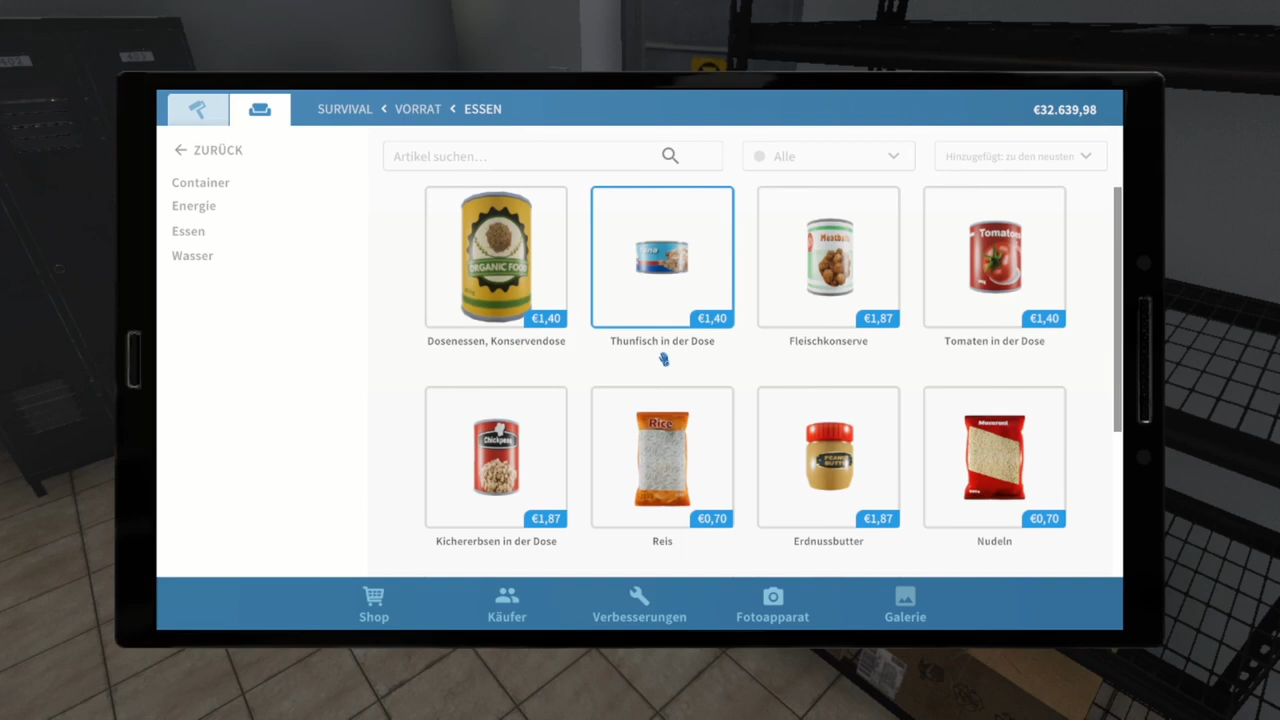 492
493
SURVIVAL < VORRAT < ESSEN
€32.639,98
ZURÜCK
Artikel suchen...
Alle
Hinzugefügt: zu den neusten
Container
Energie
Essen
Wasser
ORGANIC FOOD
€1,40
€1,40
Meatballs
€1,87
Tomatoes
€1,40
Dosenessen, Konservendose
Thunfisch in der Dose
Fleischkonserve
Tomaten in der Dose
Chickpeas
€1,87
Rice
€0,70
PEANUT
BUTTER
€1,87
Macaroni
€0,70
Kichererbsen in der Dose
Reis
Erdnussbutter
Nudeln
Shop
Käufer
Verbesserungen
Fotoapparat
Galerie